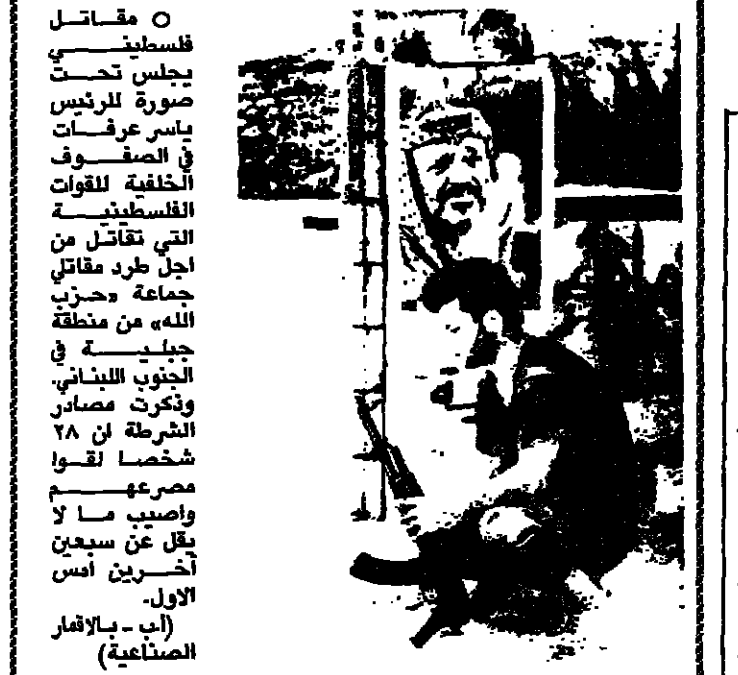 ○ مقاتل
فلسطيني
يجلس تحت
صورة للرئيس
ياسر عرفات
في الصفوف
الخلفية للقوات
الفلسطينية
التي تقاتل من
اجل طرد مقاتلي
جماعة «حزب
الله» من منطقة
جبلية في
الجنوب اللبناني.
وذكرت مصادر
الشرطة ان ٢٨
شخصا لقوا
مصرعهم
واصيب ما لا
يقل عن سبعين
آخرين امس
الاول.
(أ.ب - بالاقمار
الصناعية)